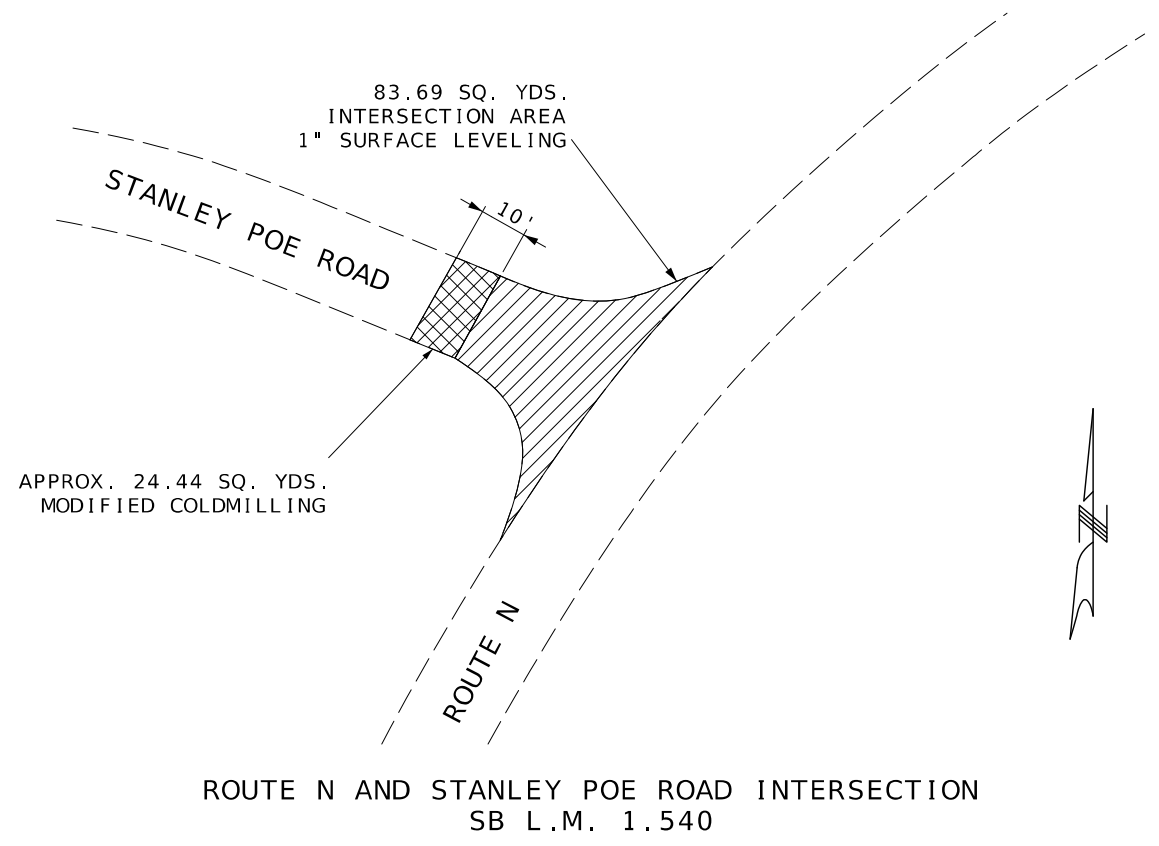 83.69 SQ. YDS.
INTERSECTION AREA
1" SURFACE LEVELING
10'
STANLEY POE ROAD
APPROX. 24.44 SQ. YDS.
MODIFIED COLDMILLING
N
ROUTE N
ROUTE N AND STANLEY POE ROAD INTERSECTION
SB L.M. 1.540